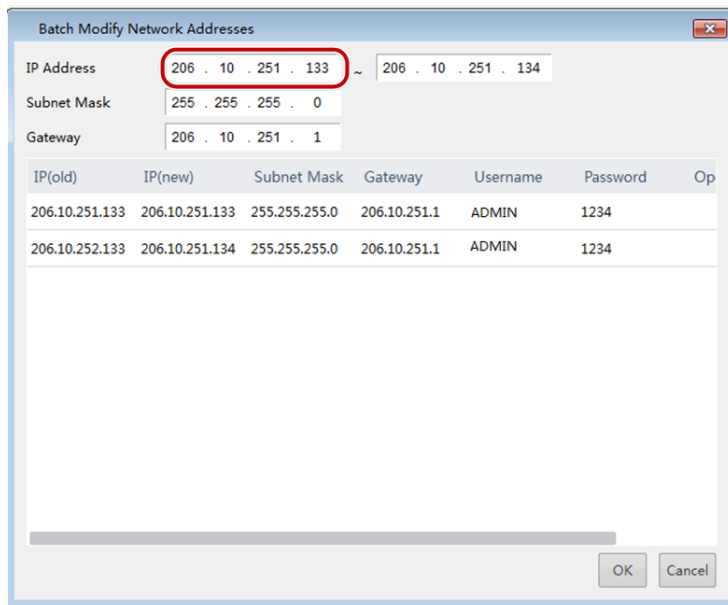 Batch Modify Network Addresses
IP Address 206 . 10 . 251 . 133 ~ 206 . 10 . 251 . 134
Subnet Mask 255 . 255 . 255 . 0
Gateway 206 . 10 . 251 . 1
IP(old) IP(new) Subnet Mask Gateway Username Password Op
206.10.251.133 206.10.251.133 255.255.255.0 206.10.251.1 ADMIN 1234
206.10.252.133 206.10.251.134 255.255.255.0 206.10.251.1 ADMIN 1234
OK Cancel